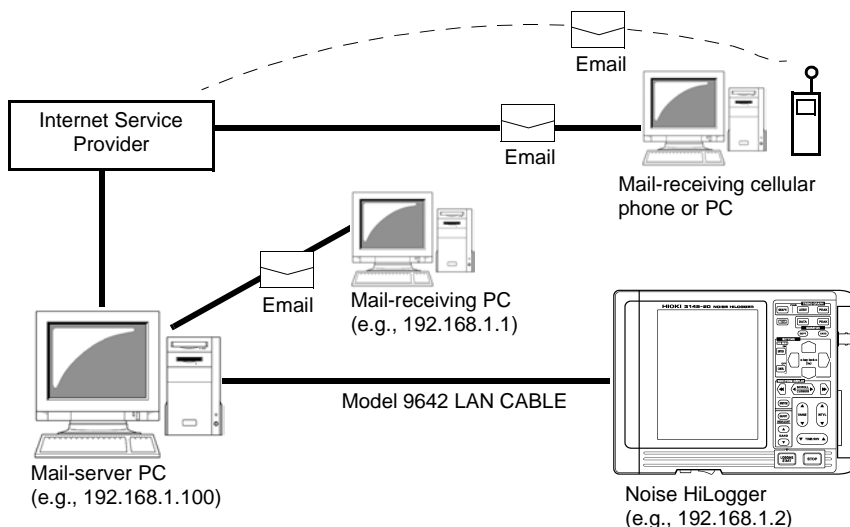 Email
Internet Service
Provider
Email
Mail-receiving cellular
phone or PC
Email
Mail-receiving PC
(e.g., 192.168.1.1)
HIOKI 3145-20 NOISE HiLOGGER
Model 9642 LAN CABLE
STOP
Mail-server PC
(e.g., 192.168.1.100)
Noise HiLogger
(e.g., 192.168.1.2)